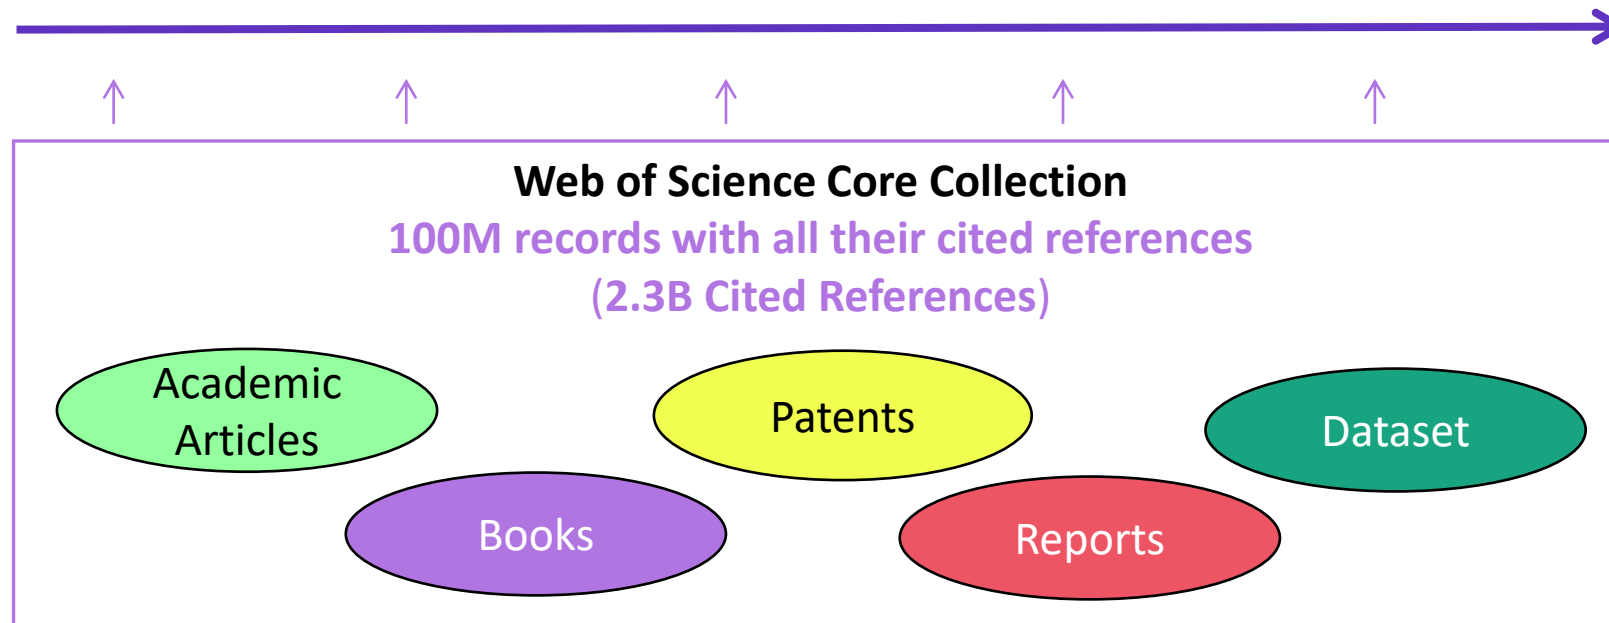 Web of Science Core Collection
100M records with all their cited references
(2.3B Cited References)
Academic
Articles
Patents
Dataset
Books
Reports